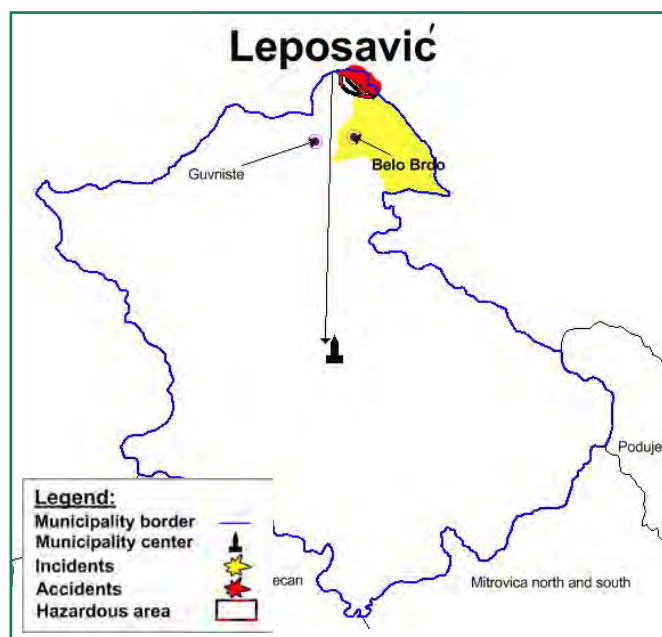 Leposavić
Guvniste
Belo Brdo
Poduje
Legend:
Municipality border
Municipality center
Incidents
Accidents
Hazardous area
ecan
Mitrovica north and south